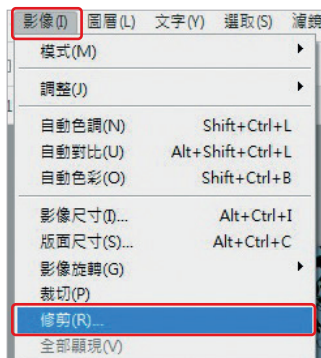 影像(I) 圖層(L) 文字(Y) 選取(S) 濾鏡
模式(M)
調整(J)
自動色調(N) Shift+Ctrl+L
自動對比(U) Alt+Shift+Ctrl+L
自動色彩(O) Shift+Ctrl+B
影像尺寸(I)... Alt+Ctrl+I
版面尺寸(S)... Alt+Ctrl+C
影像旋轉(G)
裁切(P)
修剪(R)...
全部顯現(V)